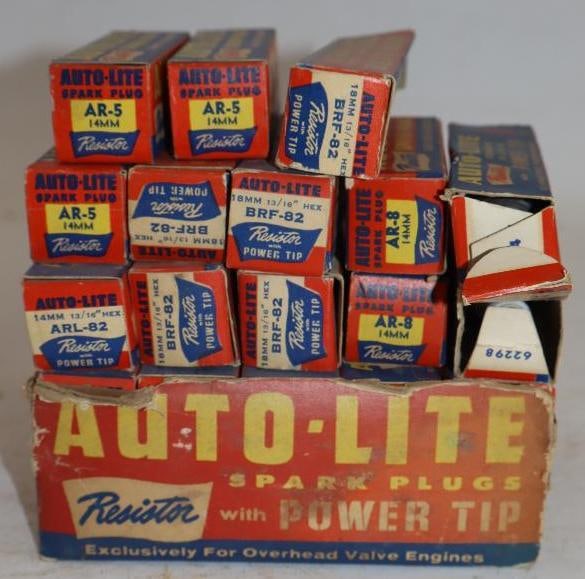 AUTO-LITE
SPARK PLUG
AR-5
14MM
Resistor
AUTO-LITE
SPARK PLUG
AR-5
14MM
Resistor
AUTO-LITE
18MM 13/16" HEX
BRF-82
Resistor
with
POWER TIP
AUTO-LITE
SPARK PLUG
AR-5
14MM
Resistor
18MM 13/16" HEX
BRF-82
Resistor
with
POWER TIP
AUTO-LITE
18MM 13/16" HEX
BRF-82
Resistor
with
POWER TIP
AUTO-LITE
SPARK PLUG
AR-8
14MM
AUTO-LITE
AUTO-LITE
14MM 13/16" HEX
ARL-82
Resistor
with
POWER TIP
AUTO-LITE
18MM 13/16" HEX
BRF-82
Resistor
with
POWER TIP
AUTO-LITE
18MM 13/16" HEX
BRF-82
Resistor
with
POWER TIP
SPARK PLUG
AR-8
14MM
Resistor
62298
AUTO-LITE
SPARK PLUGS
Resistor with POWER TIP
Exclusively For Overhead Valve Engines